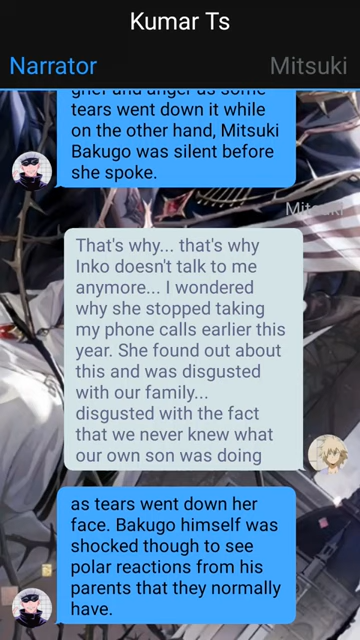 Kumar Ts
Narrator Mitsuki
grief and anger as some
tears went down it while
on the other hand, Mitsuki
Bakugo was silent before
she spoke.
Mitsuki
That's why... that's why
Inko doesn't talk to me
anymore... I wondered
why she stopped taking
my phone calls earlier this
year. She found out about
this and was disgusted
with our family...
disgusted with the fact
that we never knew what
our own son was doing
as tears went down her
face. Bakugo himself was
shocked though to see
polar reactions from his
parents that they normally
have.